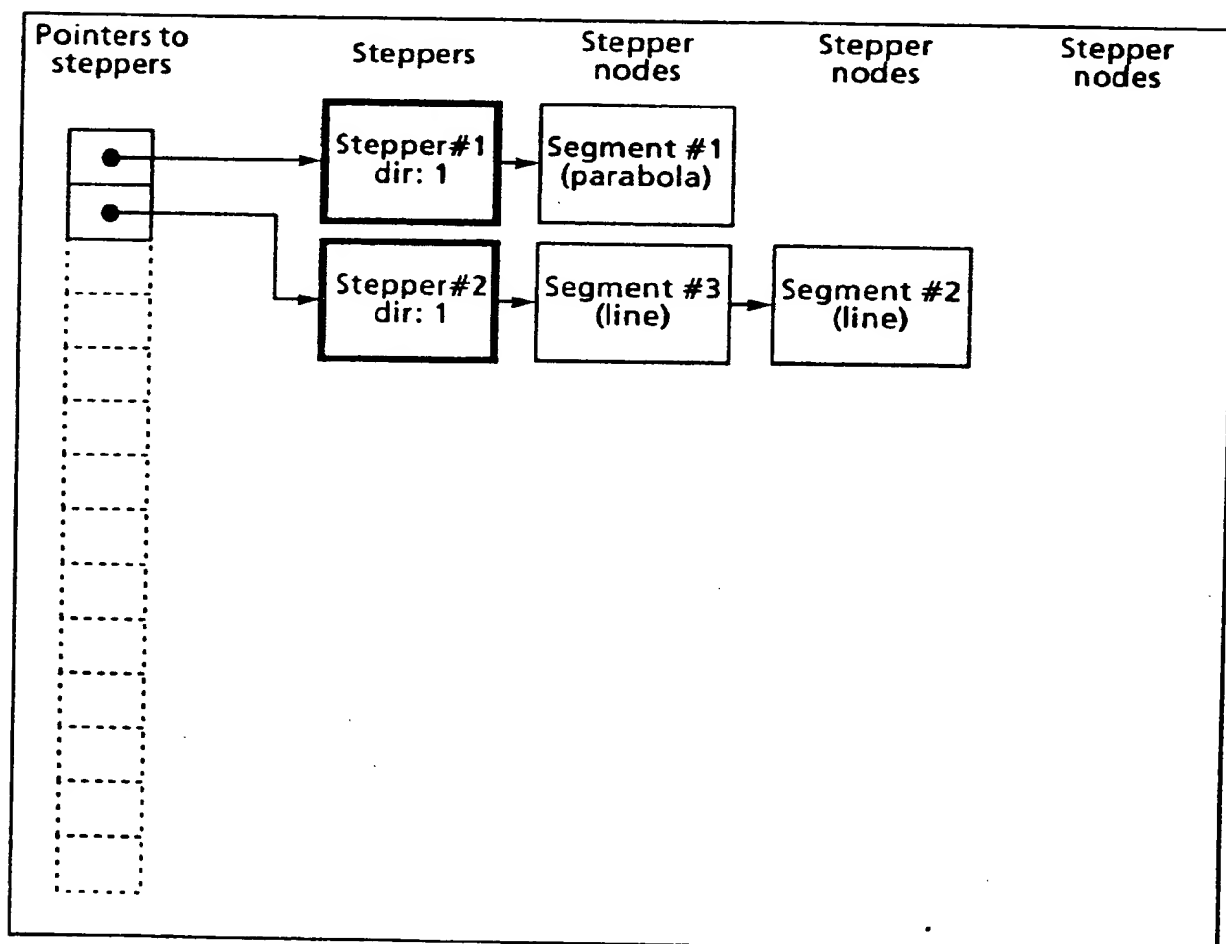 Pointers to
steppers
Steppers
Stepper
nodes
Stepper
nodes
Stepper
nodes
Stepper#1
dir: 1
Segment #1
(parabola)
Stepper#2
dir: 1
Segment #3
(line)
Segment #2
(line)